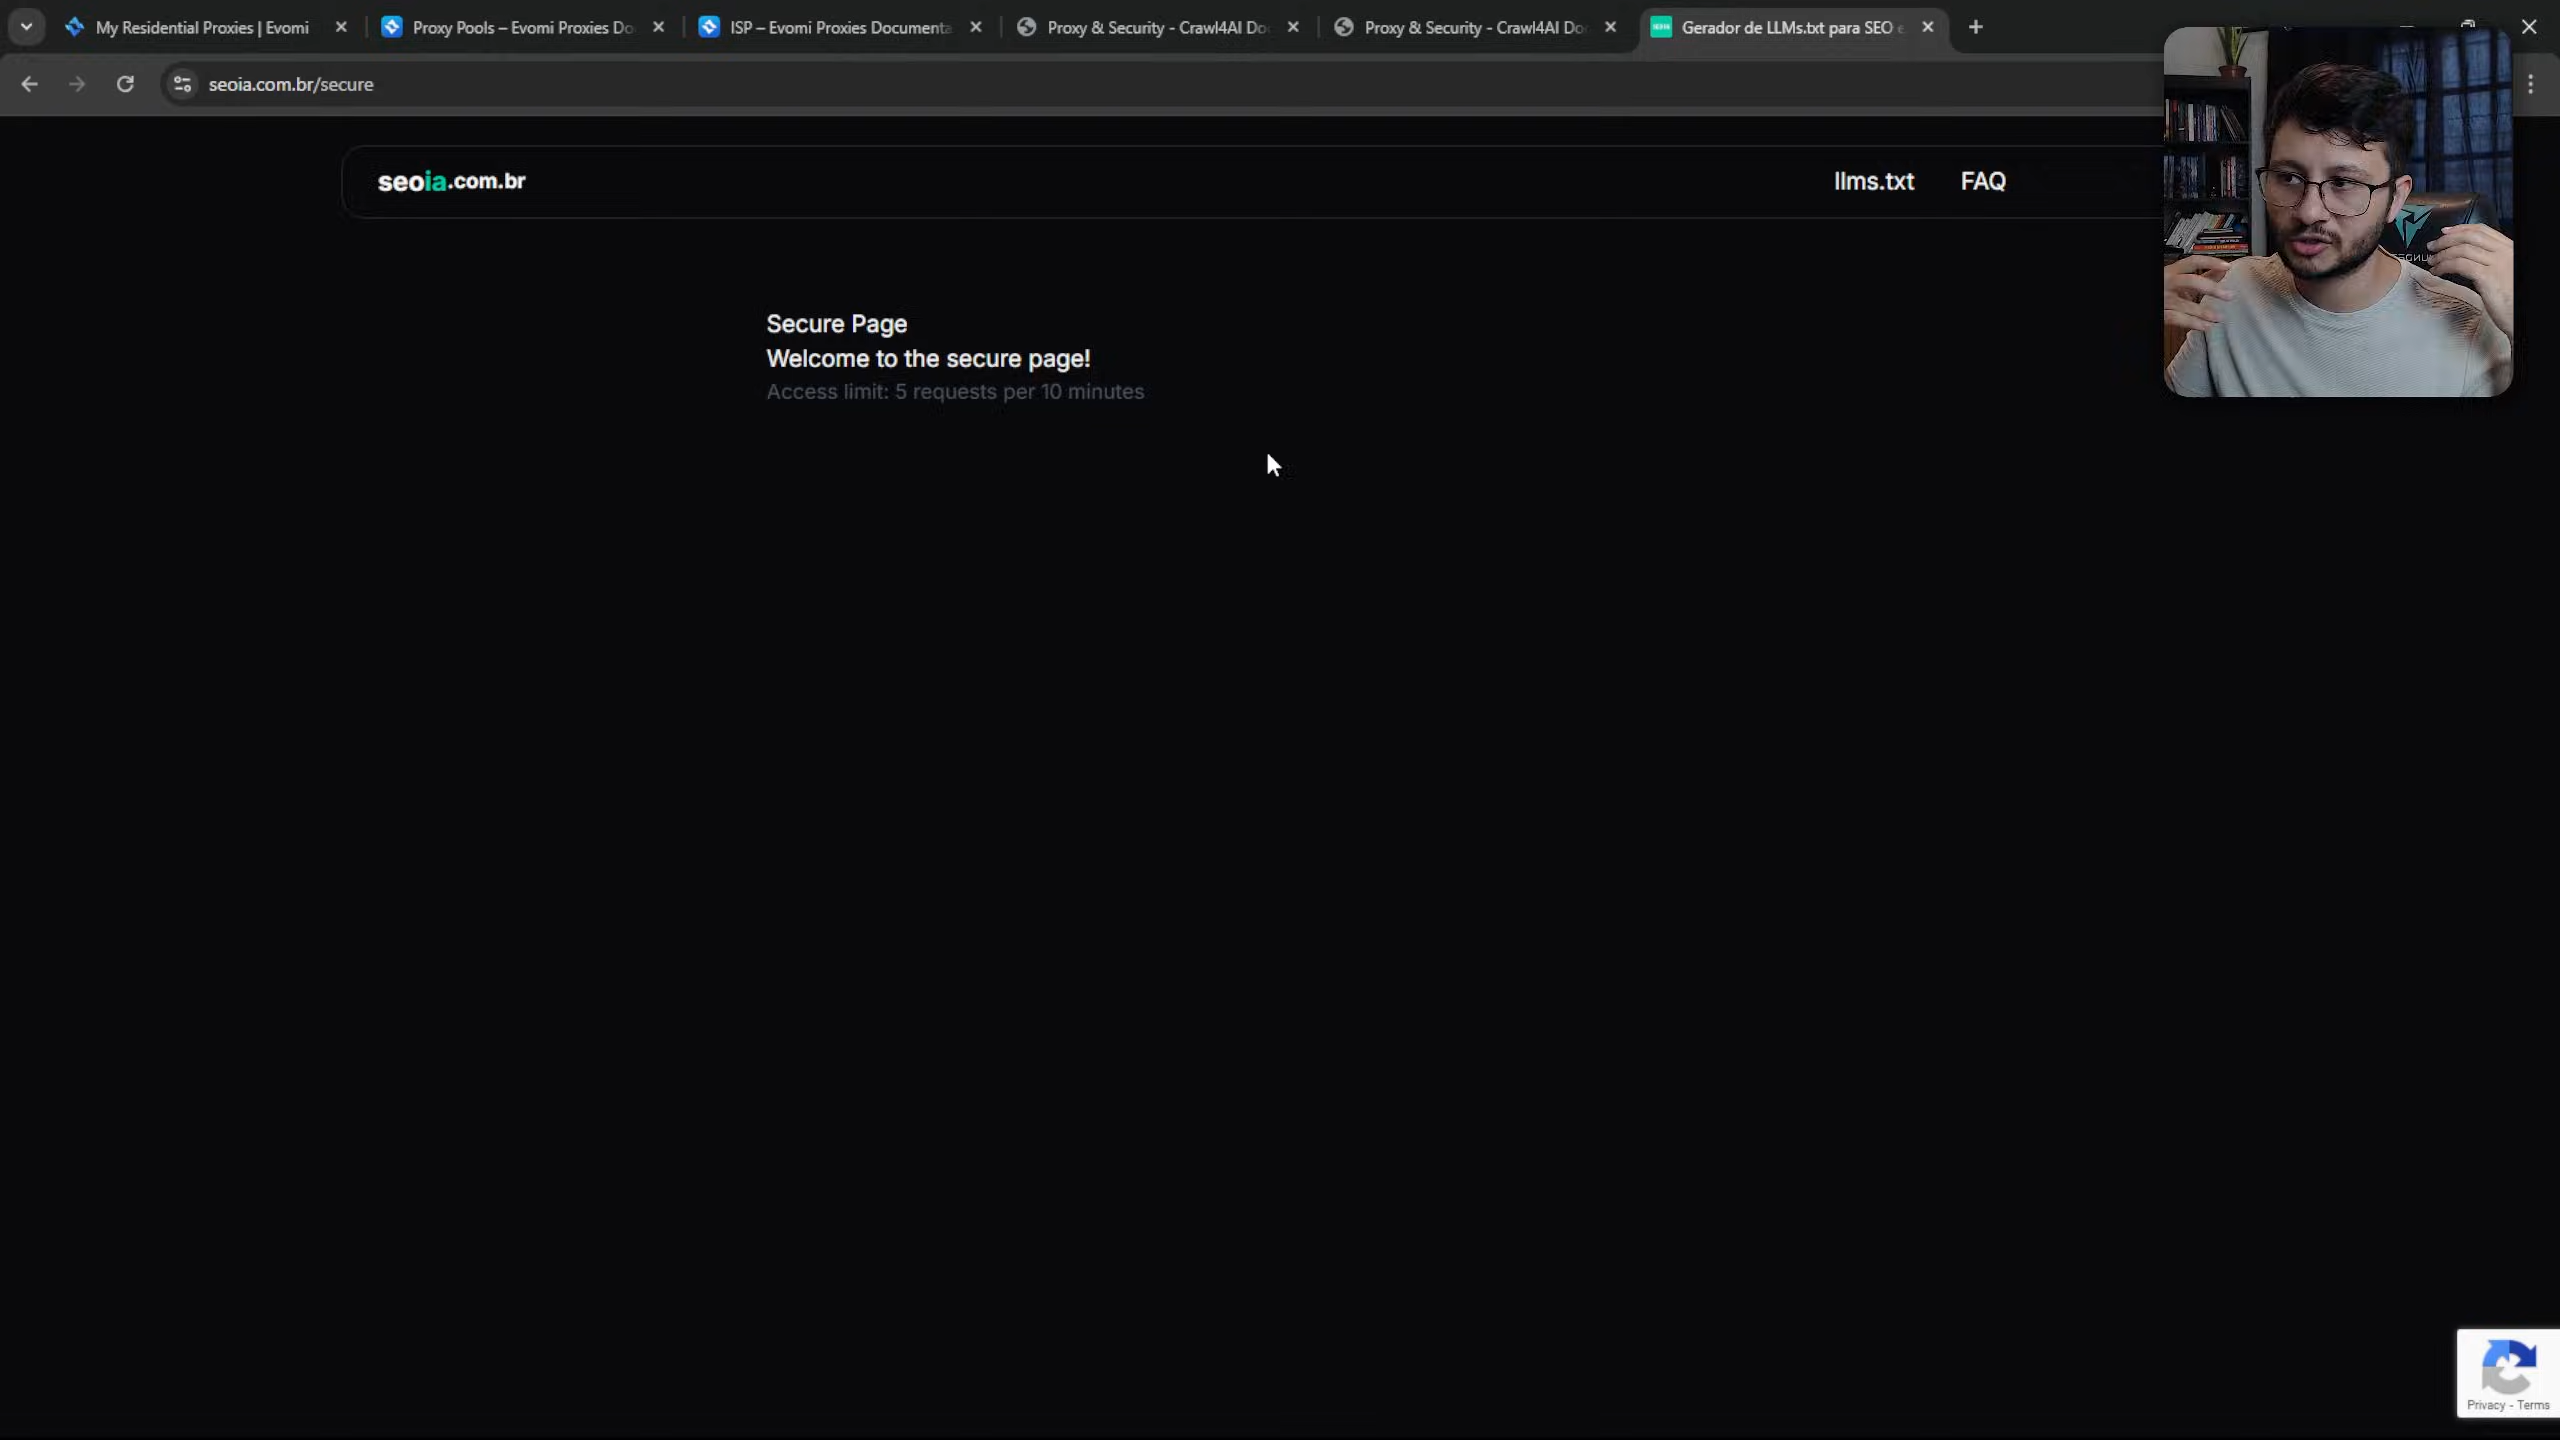 My Residential Proxies | Evomi
Proxy Pools – Evomi Proxies Do
ISP – Evomi Proxies Documenta
Proxy & Security - Crawl4AI Do
Proxy & Security - Crawl4AI Do
Gerador de LLMs.txt para SEO e
seoia.com.br/secure
seoia.com.br
llms.txt
FAQ
Secure Page
Welcome to the secure page!
Access limit: 5 requests per 10 minutes
Privacy - Terms